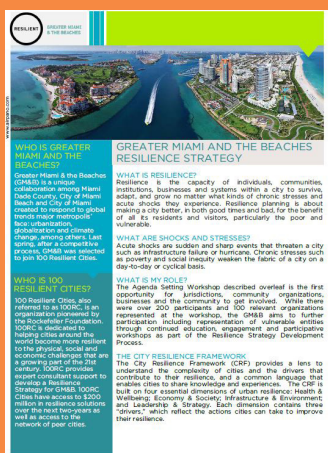 RESILIENT
GREATER MIAMI
& THE BEACHES
WHO IS GREATER
MIAMI AND THE
BEACHES?
Greater Miami & the Beaches
(GM&B) is a unique
collaboration among Miami
Dade County, City of Miami
Beach and City of Miami
created to respond to global
trends major metropolis'
face: urbanization,
globalization and climate
change, among others. Last
spring, after a competitive
process, GM&B was selected
to join 100 Resilient Cities.
WHO IS 100
RESILIENT CITIES?
100 Resilient Cities, also
referred to as 100RC, is an
organization pioneered by
the Rockefeller Foundation.
100RC is dedicated to
helping cities around the
world become more resilient
to the physical, social and
economic challenges that are
a growing part of the 21st
century. 100RC provides
expert consultant support to
develop a Resilience
Strategy for GM&B. 100RC
Cities have access to $200
million in resilience solutions
over the next two-years as
well as access to the
network of peer cities.
GREATER MIAMI AND THE BEACHES
RESILIENCE STRATEGY
WHAT IS RESILIENCE?
Resilience is the capacity of individuals, communities,
institutions, businesses and systems within a city to survive,
adapt, and grow no matter what kinds of chronic stresses and
acute shocks they experience. Resilience planning is about
making a city better, in both good times and bad, for the benefit
of all its residents and visitors, particularly the poor and
vulnerable.
WHAT ARE SHOCKS AND STRESSES?
Acute shocks are sudden and sharp events that threaten a city
such as infrastructure failure or hurricane. Chronic stresses such
as poverty and social inequity weaken the fabric of a city on a
day-to-day or cyclical basis.
WHAT IS MY ROLE?
The Agenda Setting Workshop described overleaf is the first
opportunity for jurisdictions, community organizations,
businesses and the community to get involved. While there
were over 200 participants and 100 relevant organizations
represented at the workshop, the GM&B aims to further
participation including representation of vulnerable entities
through continued education, engagement and participative
workshops as part of the Resilience Strategy Development
Process.
THE CITY RESILIENCE FRAMEWORK
The City Resilience Framework (CRF) provides a lens to
understand the complexity of cities and the drivers that
contribute to their resilience, and a common language that
enables cities to share knowledge and experiences. The CRF is
built on four essential dimensions of urban resilience: Health &
Wellbeing; Economy & Society; Infrastructure & Environment;
and Leadership & Strategy. Each dimension contains three
"drivers," which reflect the actions cities can take to improve
their resilience.